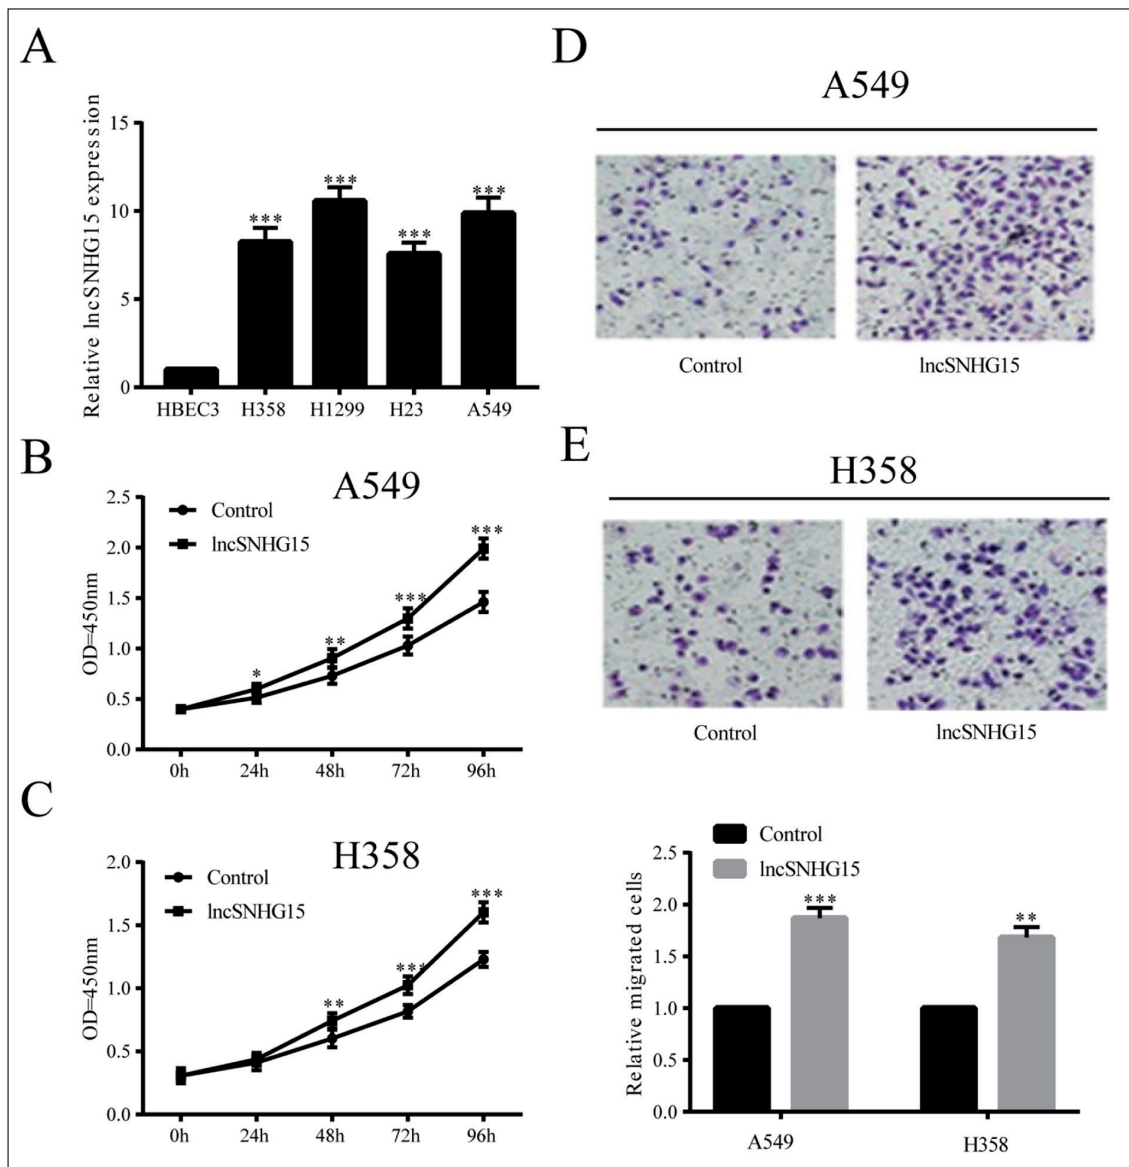 A
Relative lncSNHG15 expression
15
10
5
0
***
***
***
***
HBEC3 H358 H1299 H23 A549
B
A549
Control
lncSNHG15
OD=450nm
2.5
2.0
1.5
1.0
0.5
0.0
*
**
***
***
0h 24h 48h 72h 96h
C
H358
Control
lncSNHG15
OD=450nm
2.0
1.5
1.0
0.5
0.0
**
***
***
0h 24h 48h 72h 96h
D
A549
Control lncSNHG15
E
H358
Control lncSNHG15
Control
lncSNHG15
Relative migrated cells
2.5
2.0
1.5
1.0
0.5
0.0
***
**
A549 H358